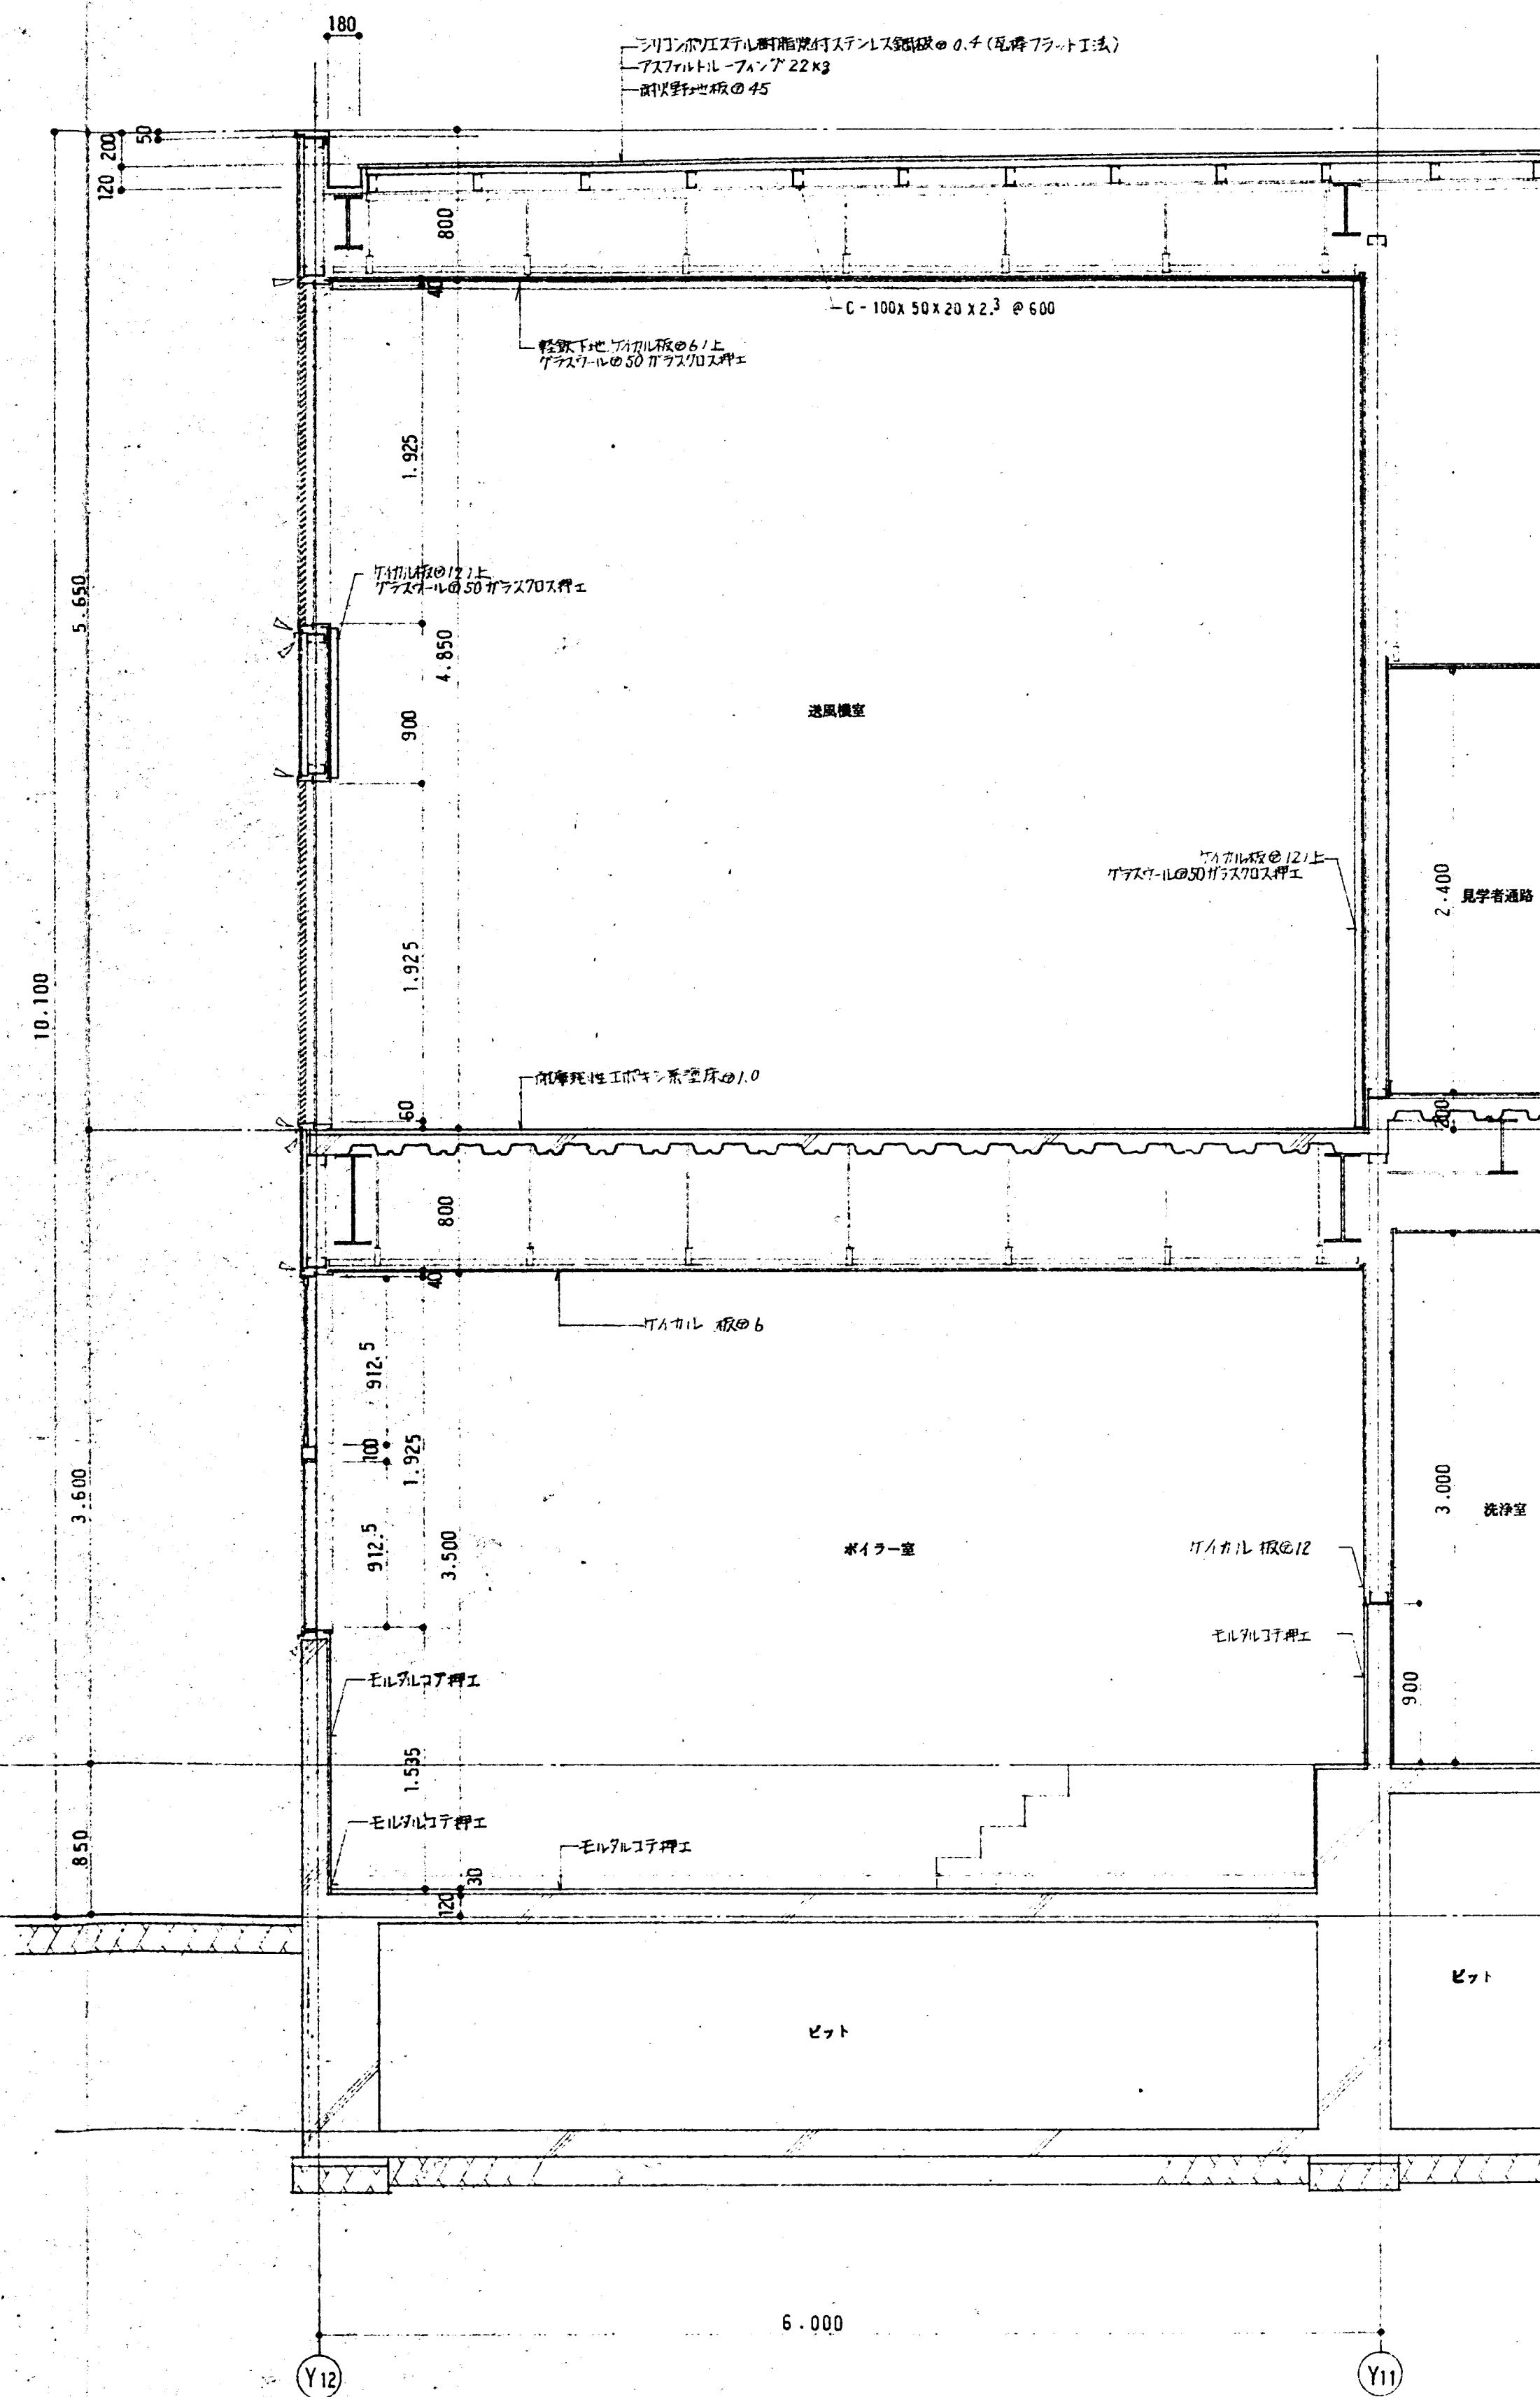 180
シリコンポリエステル樹脂焼付ステンレス鋼板⑦0.4(瓦棒フラット工法)
アスファルトルーフィング 22kg
耐火野地板⑦45
50
200
120
800
40
C-100×50×20×2.3 @600
軽鉄下地ケイカル板⑦6ノ上
グラスウール⑦50ガラスクロス押エ
1.925
ケイカル板⑦12ノ上
グラスウール⑦50ガラスクロス押エ
5.650
4.850
900
送風機室
ケイカル板⑦12ノ上
グラスウール⑦50ガラスクロス押エ
2.400
見学者通路
1.925
10.100
耐摩耗性エポキシ系塗床⑦1.0
60
200
800
40
ケイカル板⑦6
912.5
100
1.925
3.600
912.5
3.500
3.000
洗浄室
ボイラー室
ケイカル板⑦12
モルタルコテ押エ
900
モルタルコテ押エ
1.535
モルタルコテ押エ
モルタルコテ押エ
850
30
120
ピット
ピット
6.000
Y12
Y11